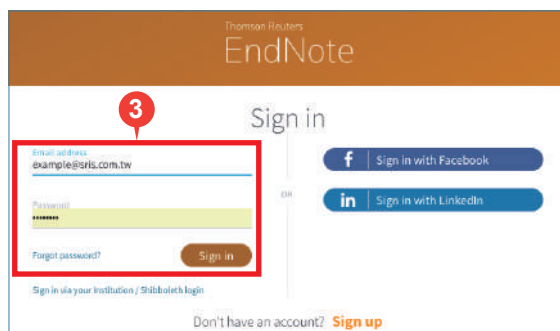 Thomson Reuters
EndNote
Sign in
3
Email address
example@sris.com.tw
Password
••••••••
Forgot password?
Sign in
Sign in via your Institution / Shibboleth login
OR
f Sign in with Facebook
in Sign in with LinkedIn
Don't have an account? Sign up